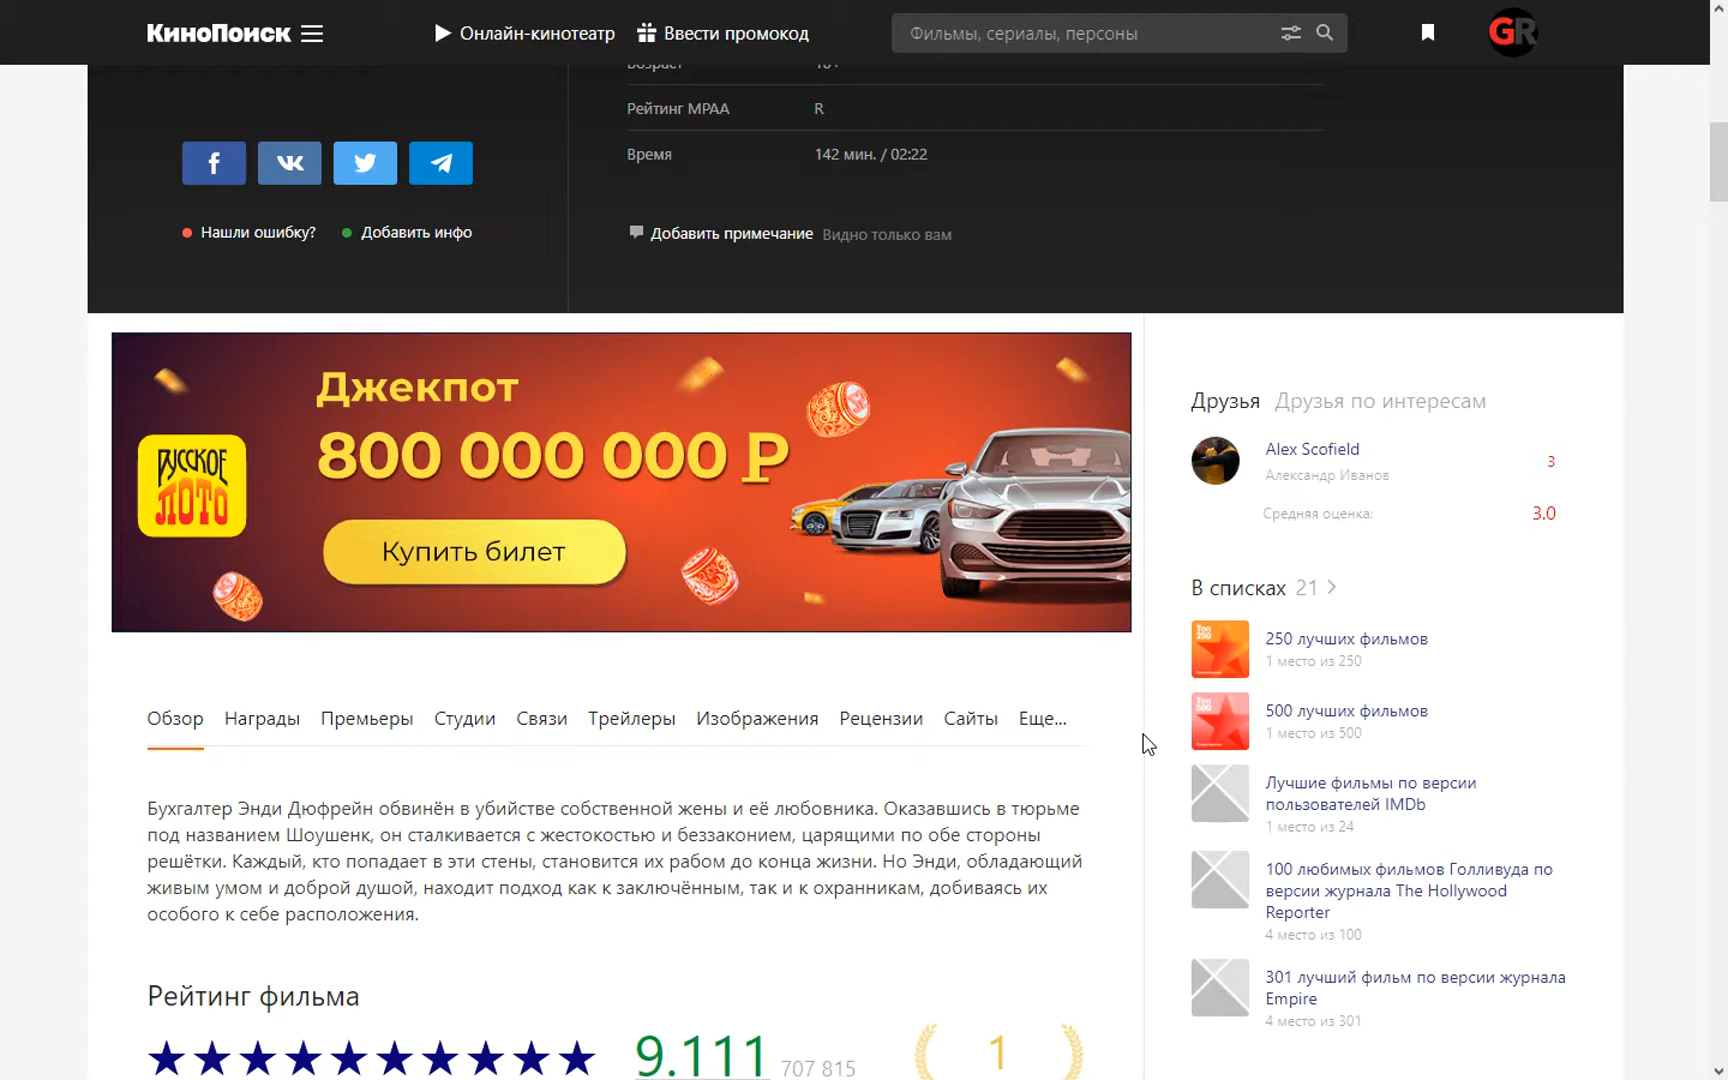 КиноПоиск
Онлайн-кинотеатр
Ввести промокод
Фильмы, сериалы, персоны
GR
Возраст
Рейтинг MPAA R
Время 142 мин. / 02:22
Нашли ошибку? Добавить инфо
Добавить примечание Видно только вам
Джекпот
800 000 000 ₽
РУССКОЕ
ЛОТО
Купить билет
Друзья Друзья по интересам
Alex Scofield
Александр Иванов
3
Средняя оценка: 3.0
В списках 21
Топ 250
250 лучших фильмов
1 место из 250
Топ 500
500 лучших фильмов
1 место из 500
Лучшие фильмы по версии
пользователей IMDb
1 место из 24
100 любимых фильмов Голливуда по
версии журнала The Hollywood
Reporter
4 место из 100
301 лучший фильм по версии журнала
Empire
4 место из 301
Обзор Награды Премьеры Студии Связи Трейлеры Изображения Рецензии Сайты Еще...
Бухгалтер Энди Дюфрейн обвинён в убийстве собственной жены и её любовника. Оказавшись в тюрьме
под названием Шоушенк, он сталкивается с жестокостью и беззаконием, царящими по обе стороны
решётки. Каждый, кто попадает в эти стены, становится их рабом до конца жизни. Но Энди, обладающий
живым умом и доброй душой, находит подход как к заключённым, так и к охранникам, добиваясь их
особого к себе расположения.
Рейтинг фильма
9.111 707 815
1